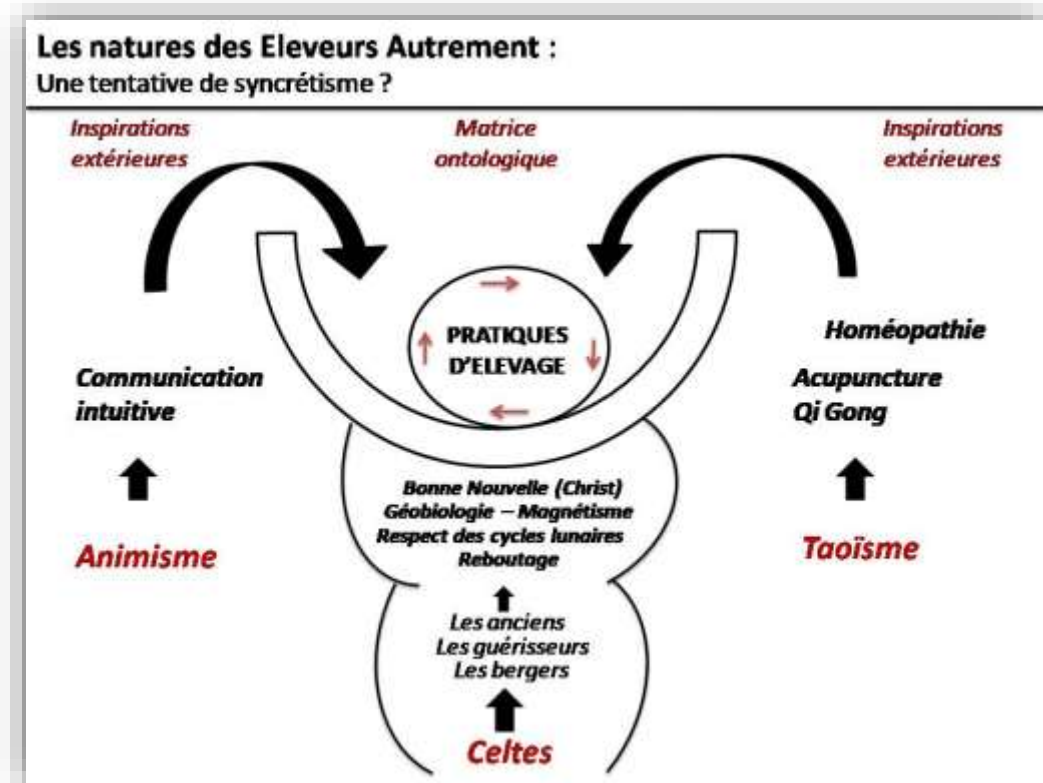 Les natures des Eleveurs Autrement :
Une tentative de syncrétisme ?
Inspirations
extérieures
Matrice
ontologique
Inspirations
extérieures
PRATIQUES
D'ELEVAGE
Communication
intuitive
Animisme
Homéopathie
Acupuncture
Qi Gong
Taoïsme
Bonne Nouvelle (Christ)
Géobiologie – Magnétisme
Respect des cycles lunaires
Reboutage
Les anciens
Les guérisseurs
Les bergers
Celtes